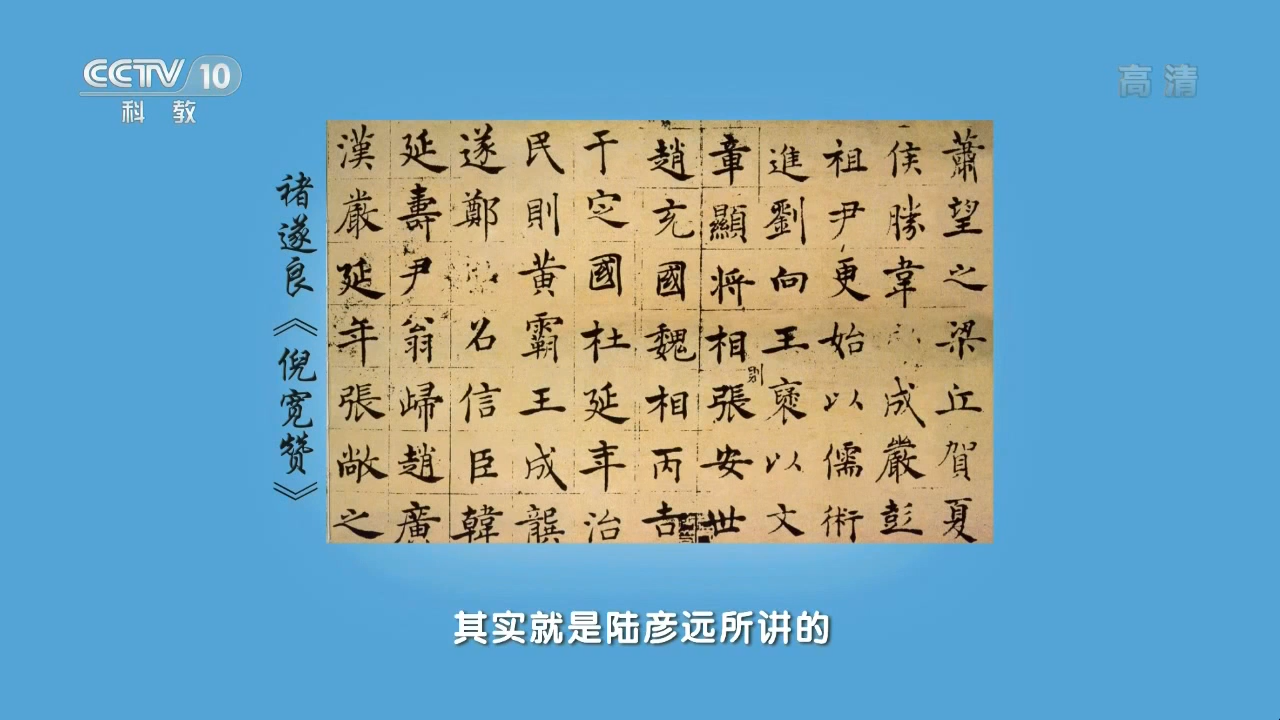 CCTV 10
科教
高清
褚遂良《倪宽赞》
蕭望之梁丘賀夏
侯勝韋成嚴彭
祖尹更始以儒術
進劉向王褒以文
章顯將相張安世
趙充國魏相丙吉
于定國杜延年治
民則黄霸王成龔
遂鄭召信臣韓
延壽尹翁歸趙廣
漢嚴延年張敞之
其实就是陆彦远所讲的